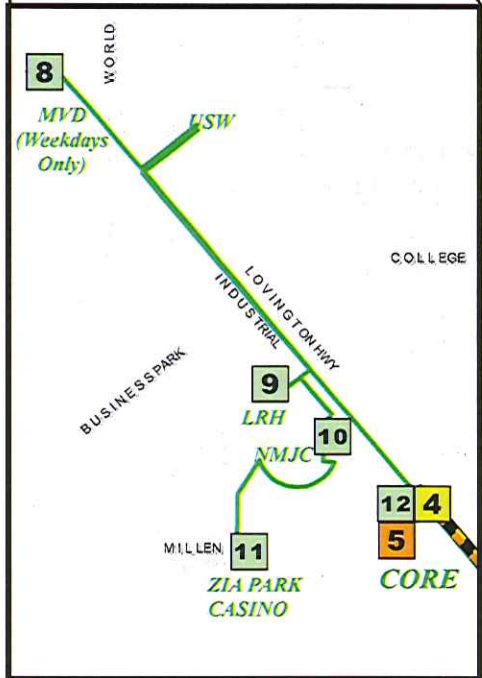 WORLD
8
MVD
(Weekdays
Only)
USW
COLLEGE
LOVINGTON HWY
INDUSTRIAL
BUSINESS PARK
9
LRH
10
NMJC
12 4
5
CORE
MILLEN
11
ZIA PARK
CASINO